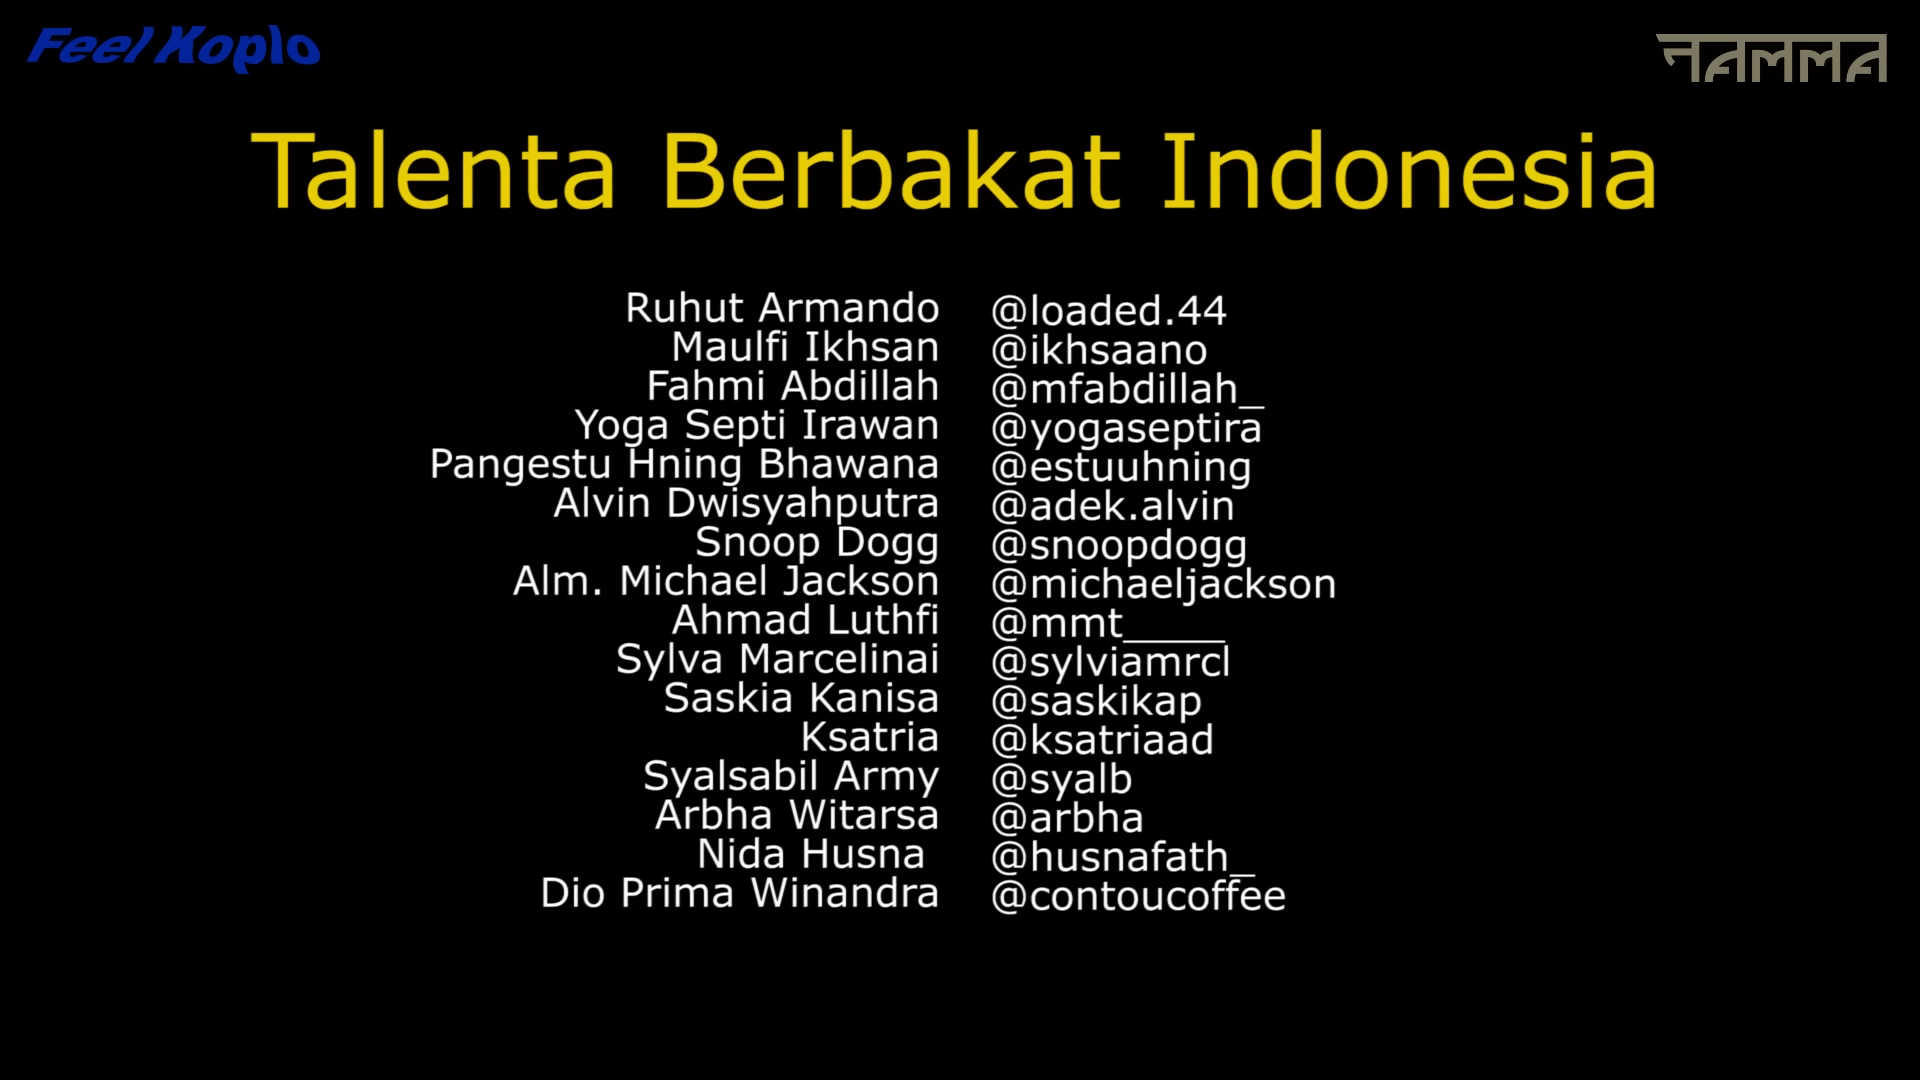 Feel Koplo
NAMMA
Talenta Berbakat Indonesia
Ruhut Armando @loaded.44
Maulfi Ikhsan @ikhsaano
Fahmi Abdillah @mfabdillah_
Yoga Septi Irawan @yogaseptira
Pangestu Hning Bhawana @estuuhning
Alvin Dwisyahputra @adek.alvin
Snoop Dogg @snoopdogg
Alm. Michael Jackson @michaeljackson
Ahmad Luthfi @mmt____
Sylva Marcelinai @sylviamrcl
Saskia Kanisa @saskikap
Ksatria @ksatriaad
Syalsabil Army @syalb
Arbha Witarsa @arbha
Nida Husna @husnafath_
Dio Prima Winandra @contoucoffee